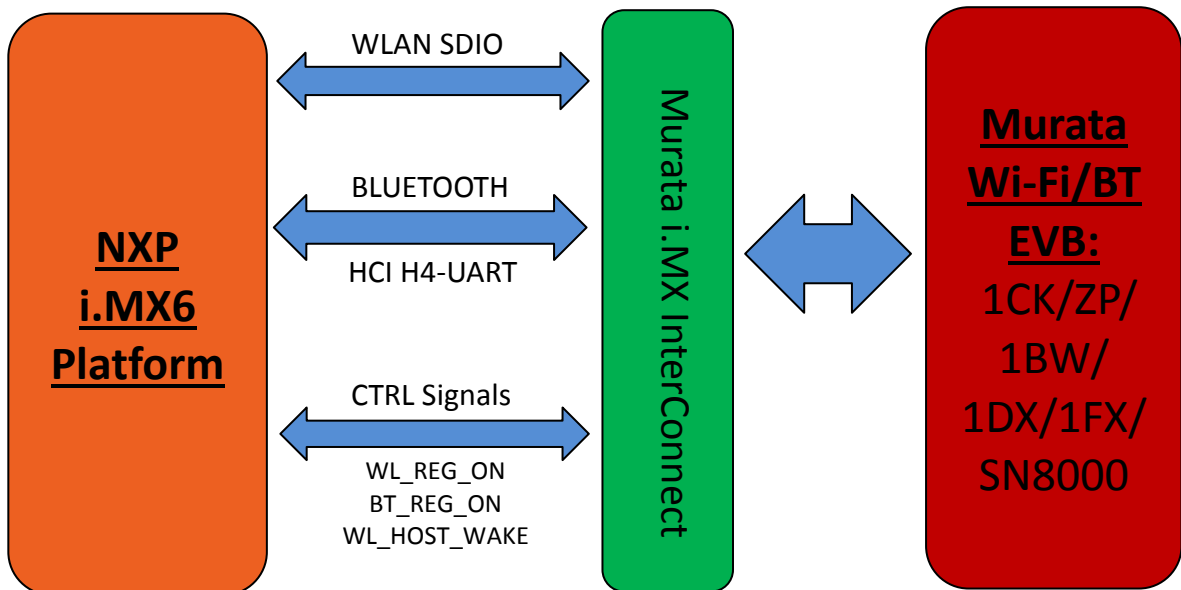 NXP
i.MX6
Platform
WLAN SDIO
BLUETOOTH
HCI H4-UART
CTRL Signals
WL_REG_ON
BT_REG_ON
WL_HOST_WAKE
Murata i.MX InterConnect
Murata
Wi-Fi/BT
EVB:
1CK/ZP/
1BW/
1DX/1FX/
SN8000